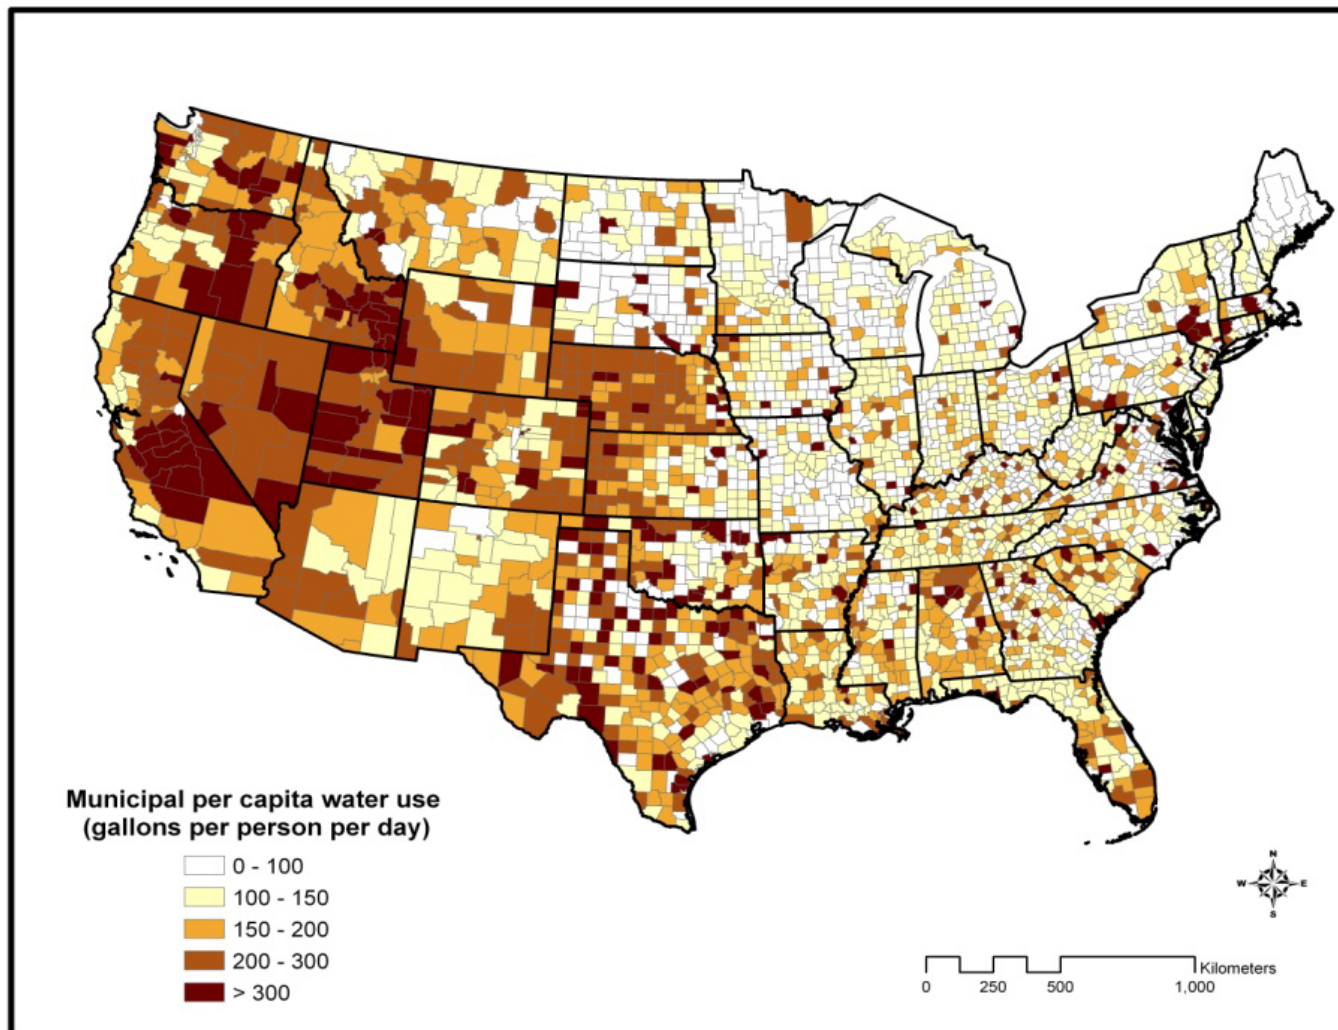 Municipal per capita water use
(gallons per person per day)
0 - 100
100 - 150
150 - 200
200 - 300
> 300
N
W E
S
Kilometers
0 250 500 1,000